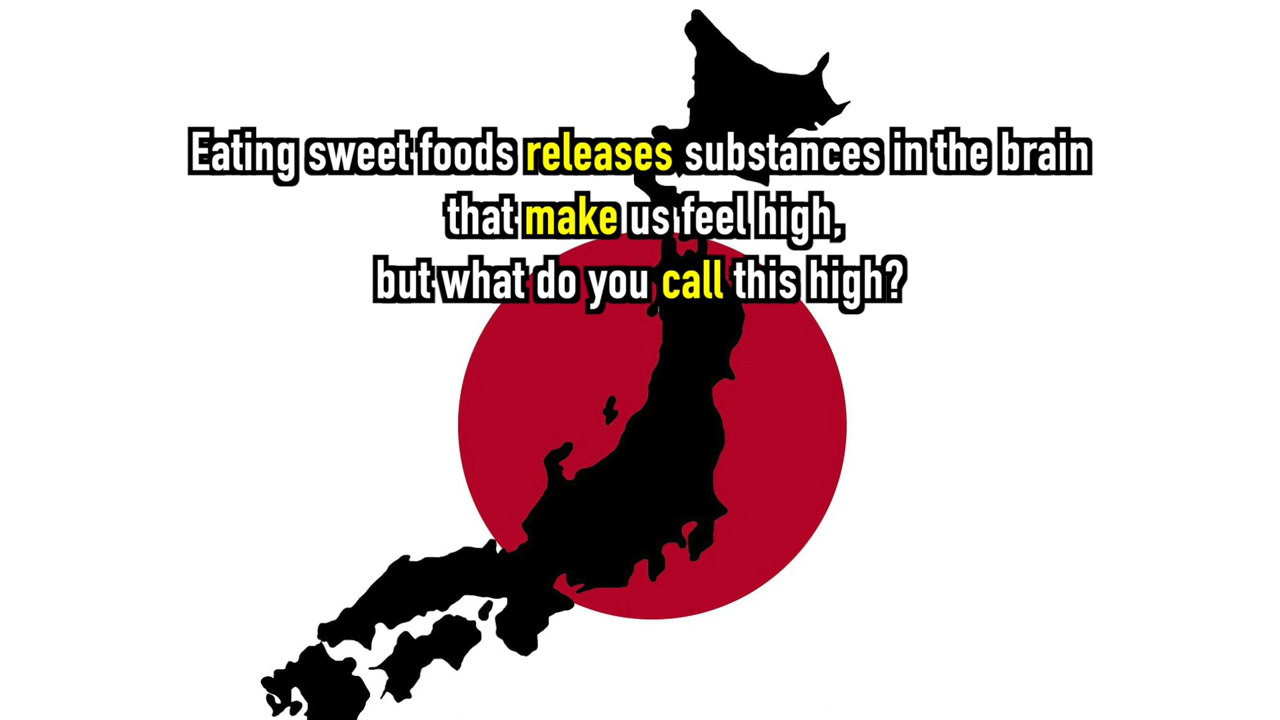 Eating sweet foods releases substances in the brain
that make us feel high,
but what do you call this high?